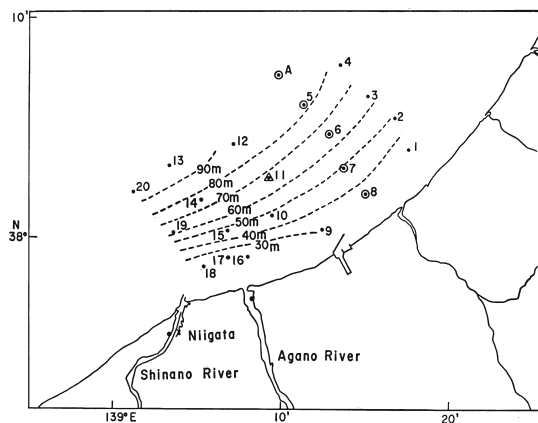 10'
A
4
5
3
2
6
12
1
13
90m
11
7
20
80m
8
14
70m
60m
10
19
50m
9
N
38°
15
40m
30m
17
16
18
Niigata
Agano River
Shinano River
139°E
10'
20'